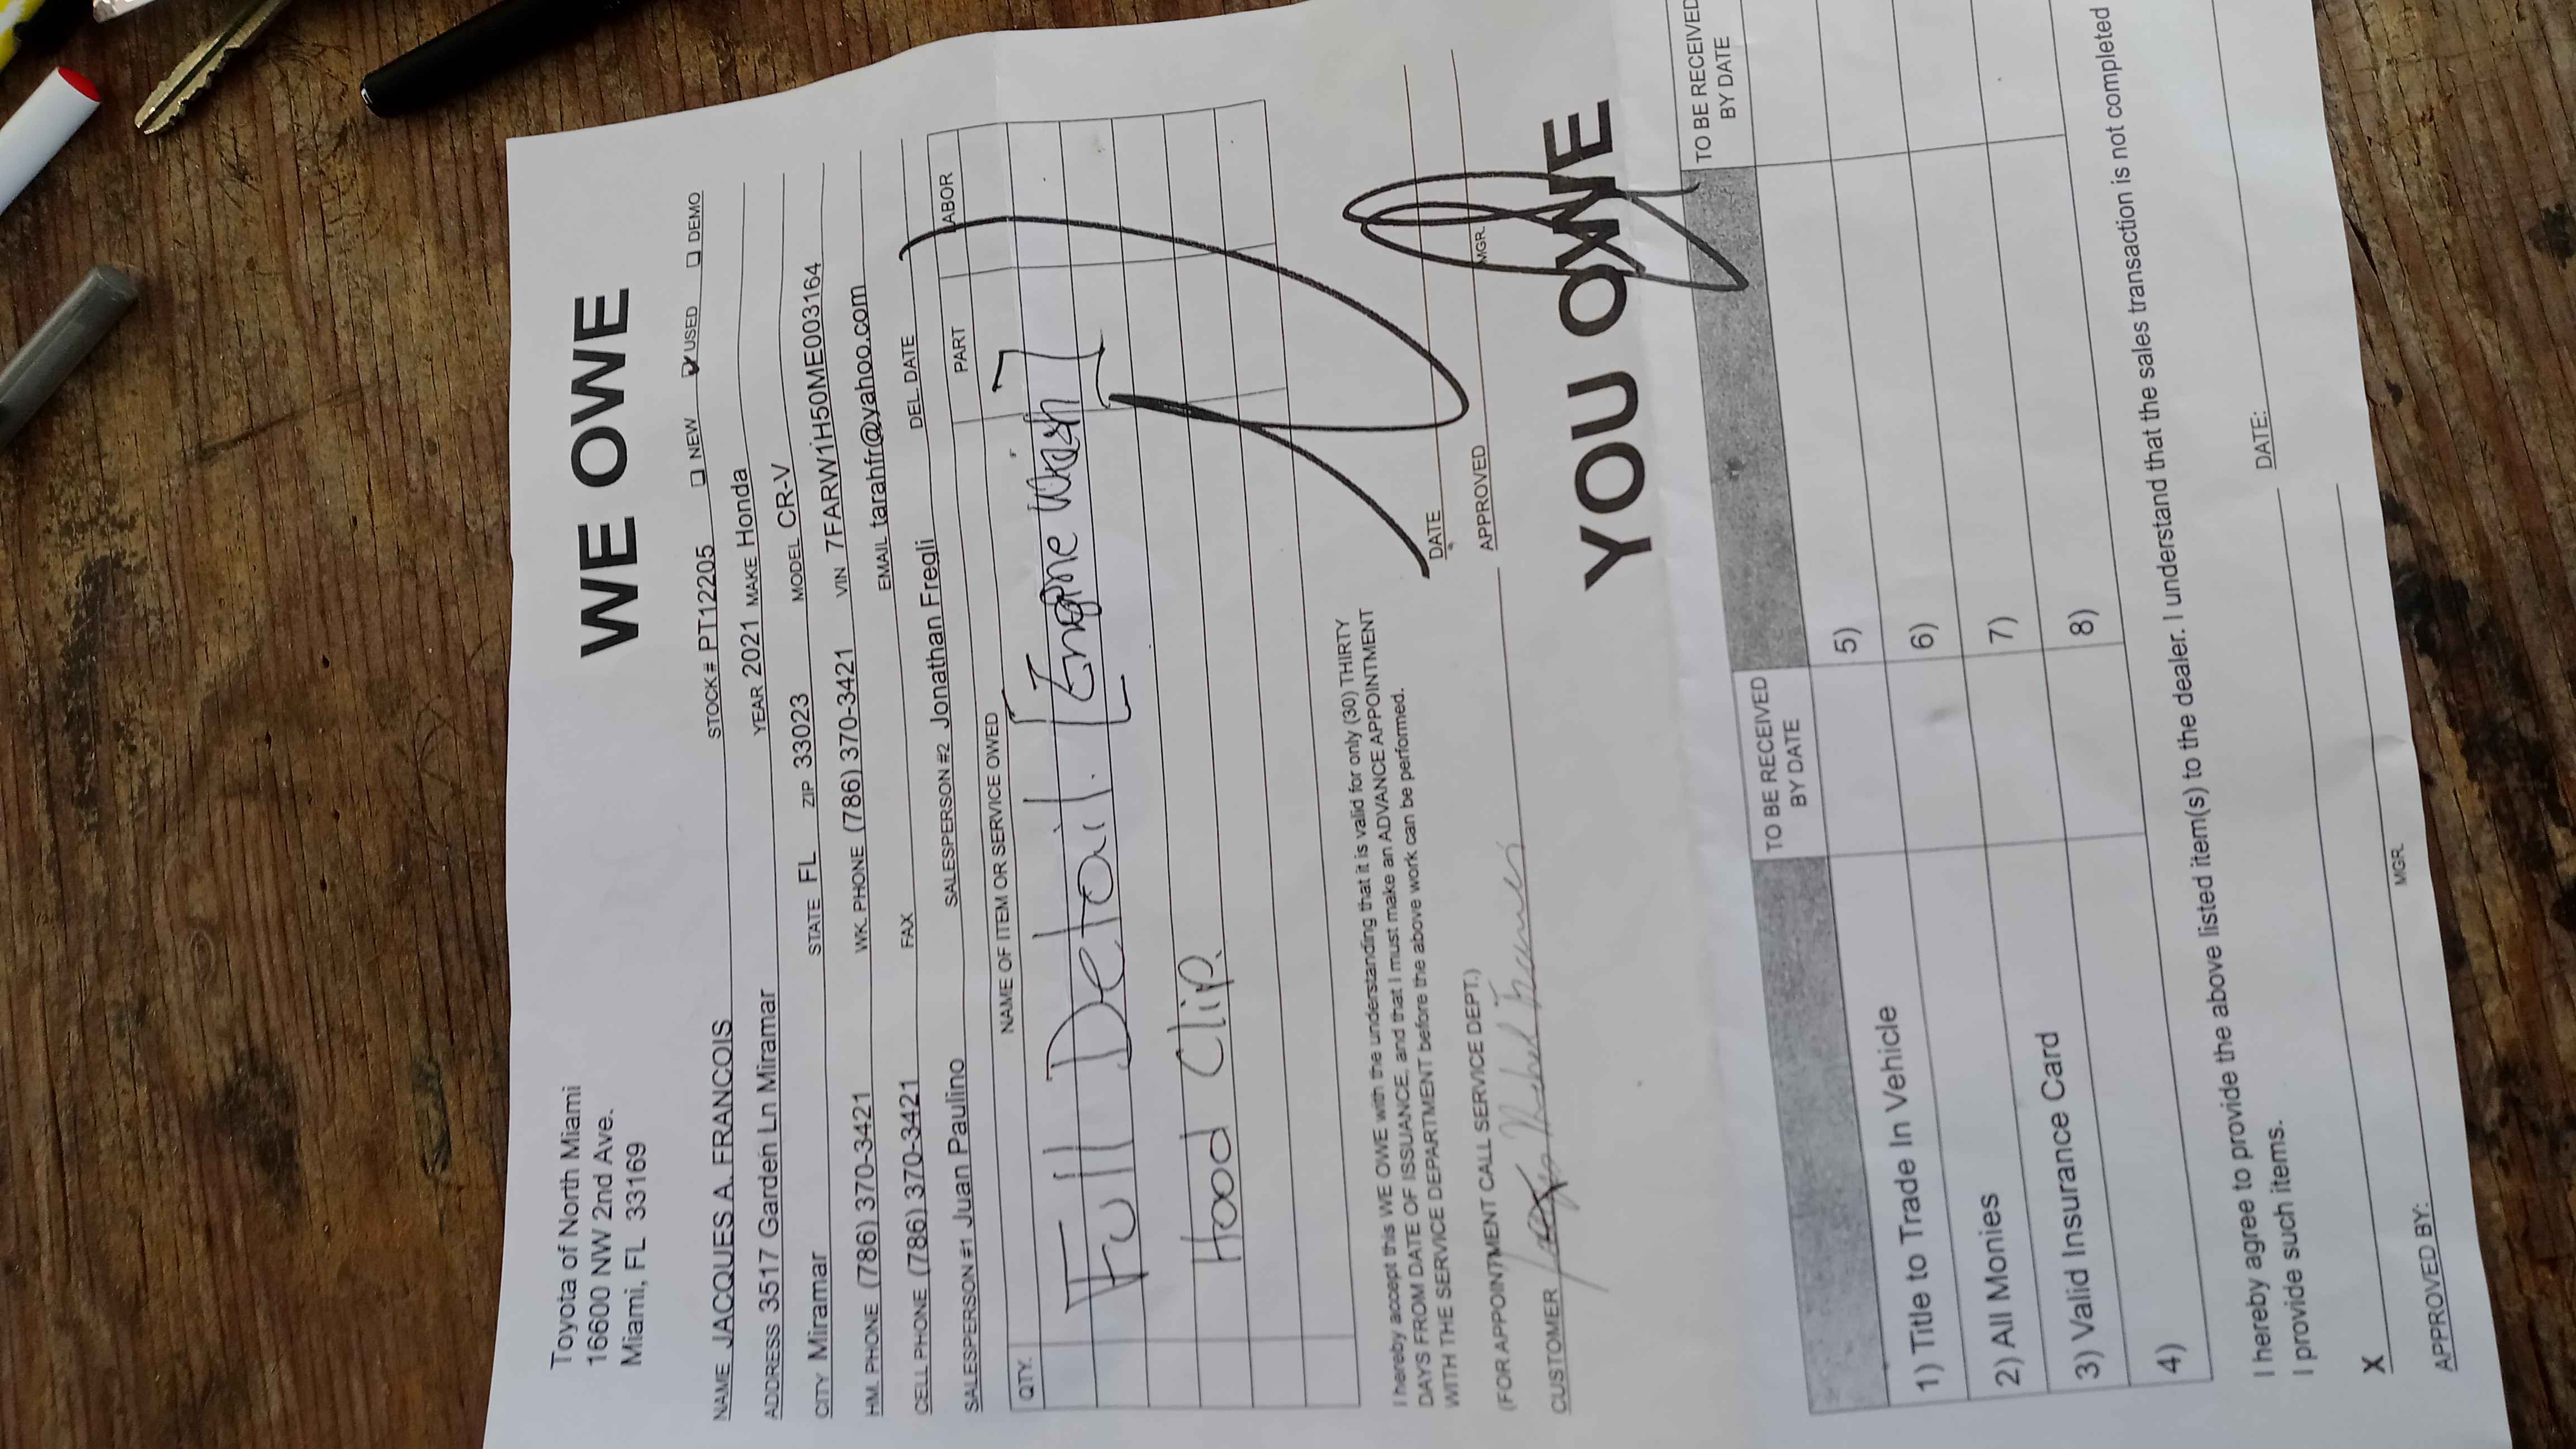 Toyota of North Miami
16600 NW 2nd Ave.
Miami, FL 33169
WE OWE
NAME JACQUES A. FRANCOIS STOCK# PT12205 ❏ NEW ✓ USED ❏ DEMO
ADDRESS 3517 Garden Ln Miramar YEAR 2021 MAKE Honda
CITY Miramar STATE FL ZIP 33023 MODEL CR-V
HM. PHONE (786) 370-3421 WK. PHONE (786) 370-3421 VIN 7FARW1H50ME003164
CELL PHONE (786) 370-3421 FAX EMAIL tarahfr@yahoo.com
SALESPERSON #1 Juan Paulino SALESPERSON #2 Jonathan Fregli DEL. DATE
QTY. NAME OF ITEM OR SERVICE OWED PART LABOR
Full Detail. [Engine Wash]
Hood Clip.
I hereby accept this WE OWE with the understanding that it is valid for only (30) THIRTY
DAYS FROM DATE OF ISSUANCE, and that I must make an ADVANCE APPOINTMENT
WITH THE SERVICE DEPARTMENT before the above work can be performed.
(FOR APPOINTMENT CALL SERVICE DEPT.) DATE
CUSTOMER APPROVED MGR.
YOU OWE
TO BE RECEIVED BY DATE TO BE RECEIVED BY DATE
1) Title to Trade In Vehicle 5)
2) All Monies 6)
3) Valid Insurance Card 7)
4) 8)
I hereby agree to provide the above listed item(s) to the dealer. I understand that the sales transaction is not completed
I provide such items.
X DATE:
APPROVED BY: MGR.